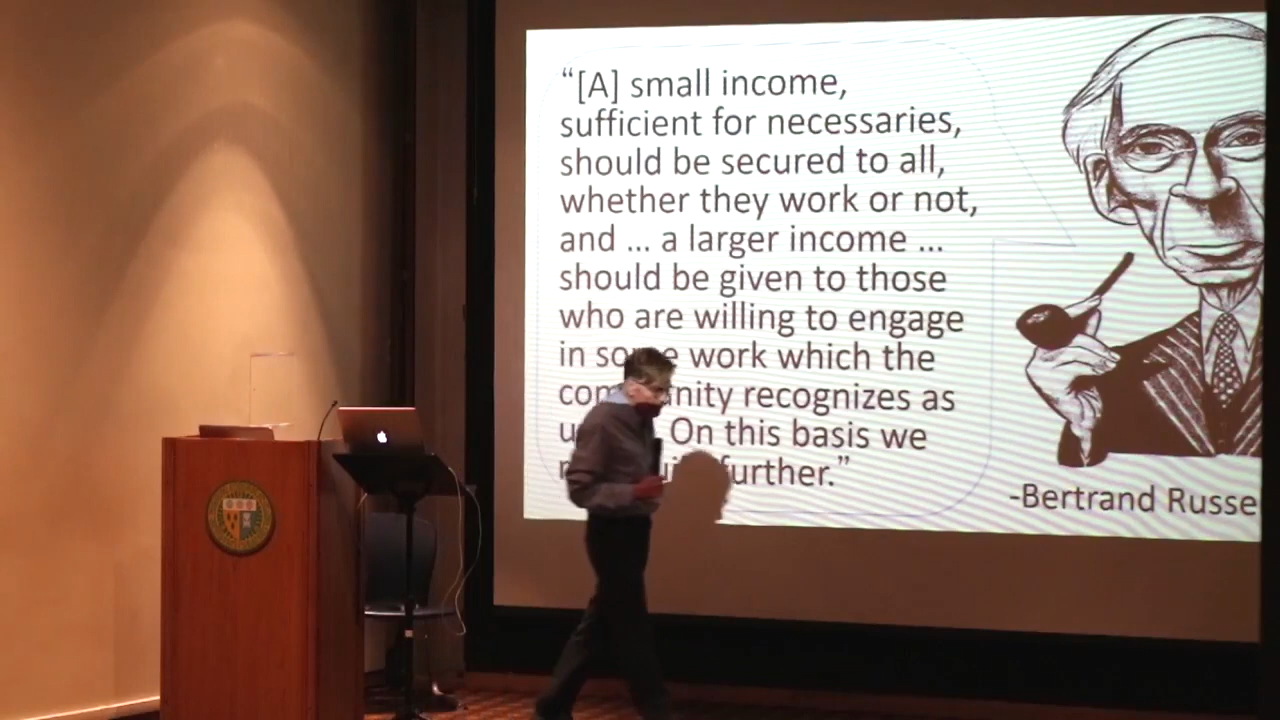 “[A] small income,
sufficient for necessaries,
should be secured to all,
whether they work or not,
and ... a larger income ...
should be given to those
who are willing to engage
in work which the
recognizes as
On this basis we
further.”
-Bertrand Russe